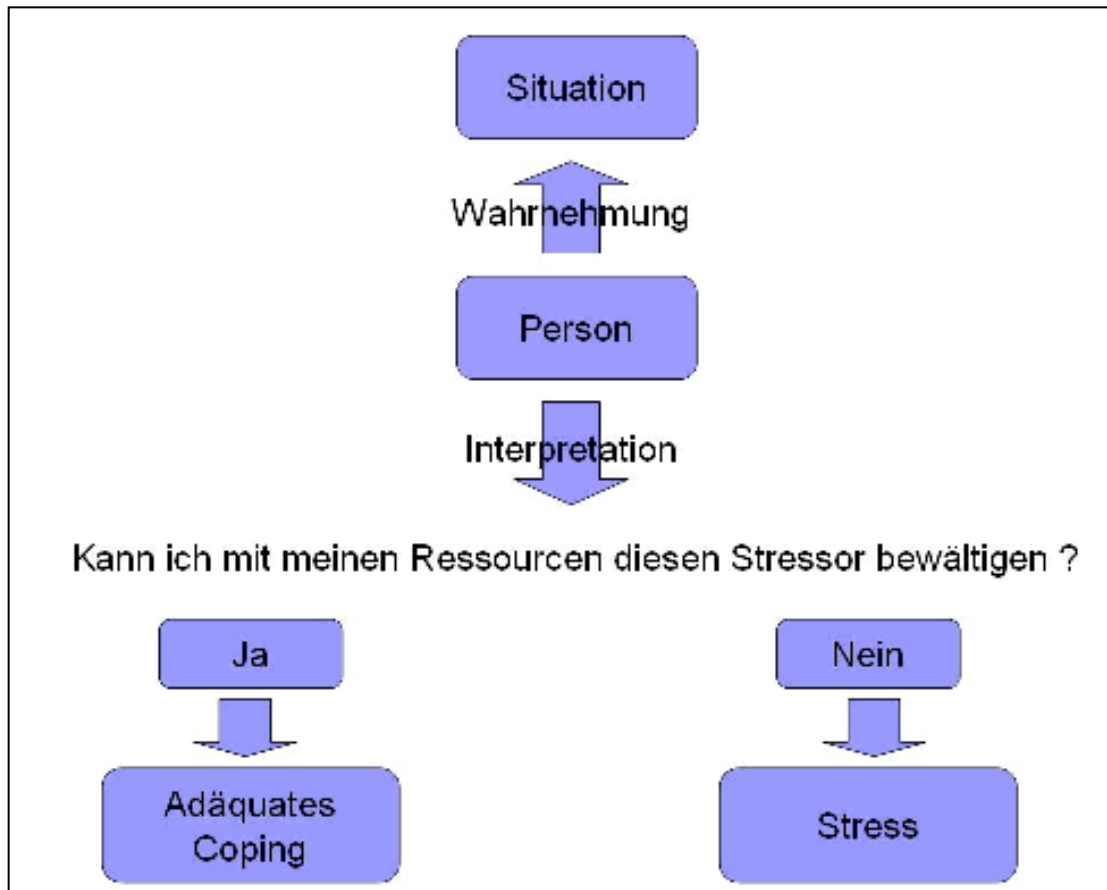 Situation
Wahrnehmung
Person
Interpretation
Kann ich mit meinen Ressourcen diesen Stressor bewältigen ?
Ja
Nein
Adäquates
Coping
Stress